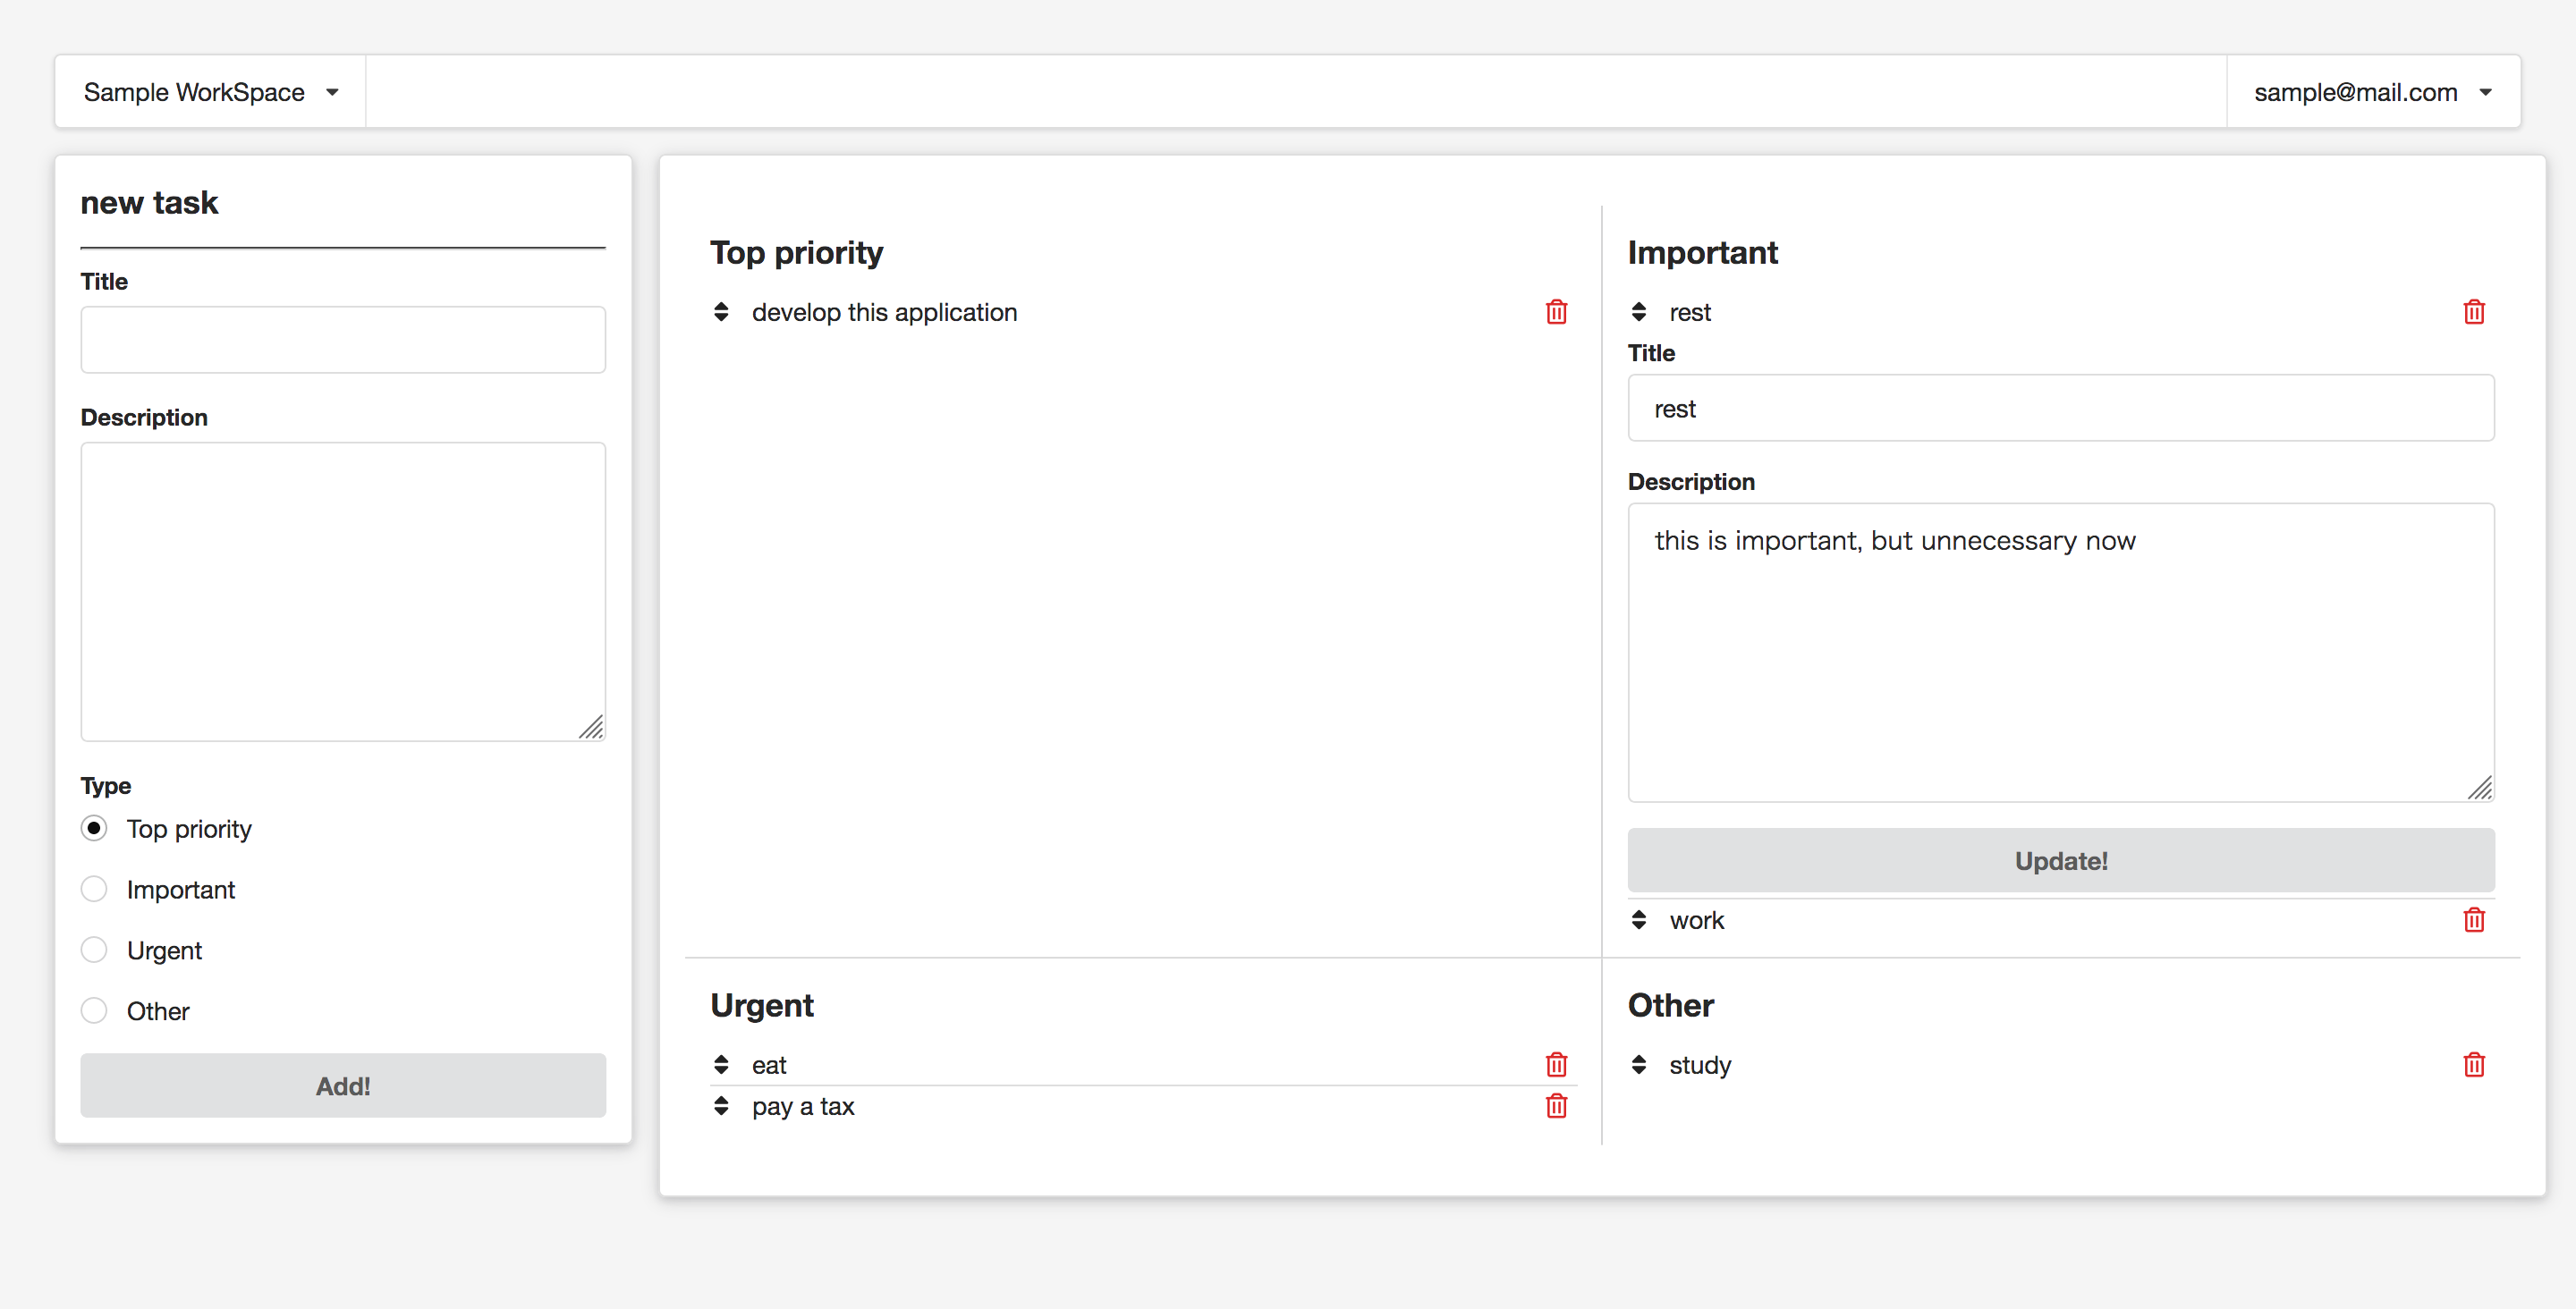 Sample WorkSpace
sample@mail.com
new task
Title
Description
Type
Top priority
Important
Urgent
Other
Add!
Top priority
develop this application
Important
rest
Title
rest
Description
this is important, but unnecessary now
Update!
work
Urgent
eat
pay a tax
Other
study